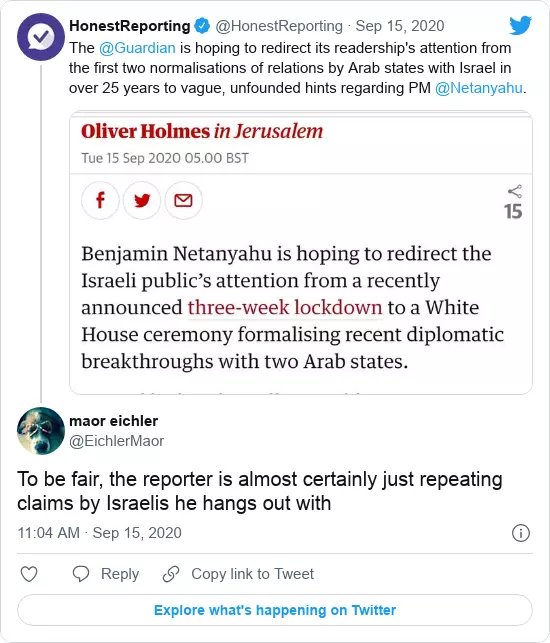 HonestReporting @HonestReporting · Sep 15, 2020
The @Guardian is hoping to redirect its readership's attention from
the first two normalisations of relations by Arab states with Israel in
over 25 years to vague, unfounded hints regarding PM @Netanyahu.
Oliver Holmes in Jerusalem
Tue 15 Sep 2020 05.00 BST
15
Benjamin Netanyahu is hoping to redirect the
Israeli public’s attention from a recently
announced three-week lockdown to a White
House ceremony formalising recent diplomatic
breakthroughs with two Arab states.
maor eichler
@EichlerMaor
To be fair, the reporter is almost certainly just repeating
claims by Israelis he hangs out with
11:04 AM · Sep 15, 2020
Reply Copy link to Tweet
Explore what's happening on Twitter